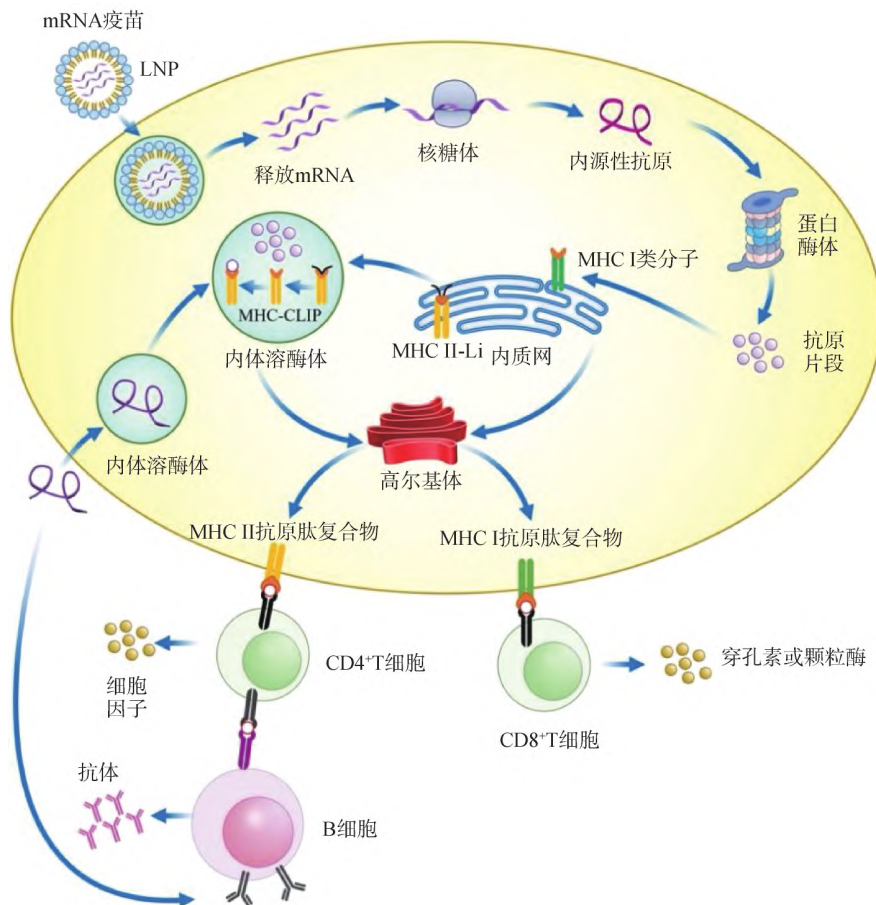 mRNA疫苗
LNP
释放mRNA
核糖体
内源性抗原
蛋白
酶体
MHC I类分子
MHC-CLIP
内体溶酶体
MHC II-Li
内质网
抗原
片段
内体溶酶体
高尔基体
MHC II抗原肽复合物
MHC I抗原肽复合物
CD4⁺T细胞
细胞
因子
穿孔素或颗粒酶
CD8⁺T细胞
抗体
B细胞